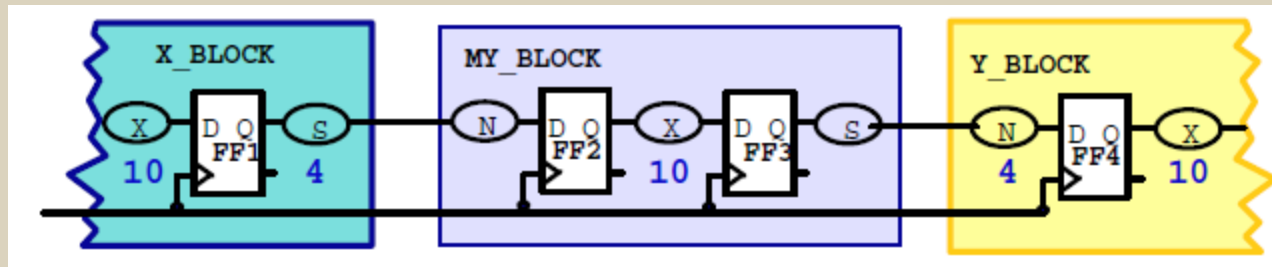 X_BLOCK
X
D Q
FF1
10
S
4
MY_BLOCK
N
D Q
FF2
X
10
D Q
FF3
S
Y_BLOCK
N
4
D Q
FF4
X
10